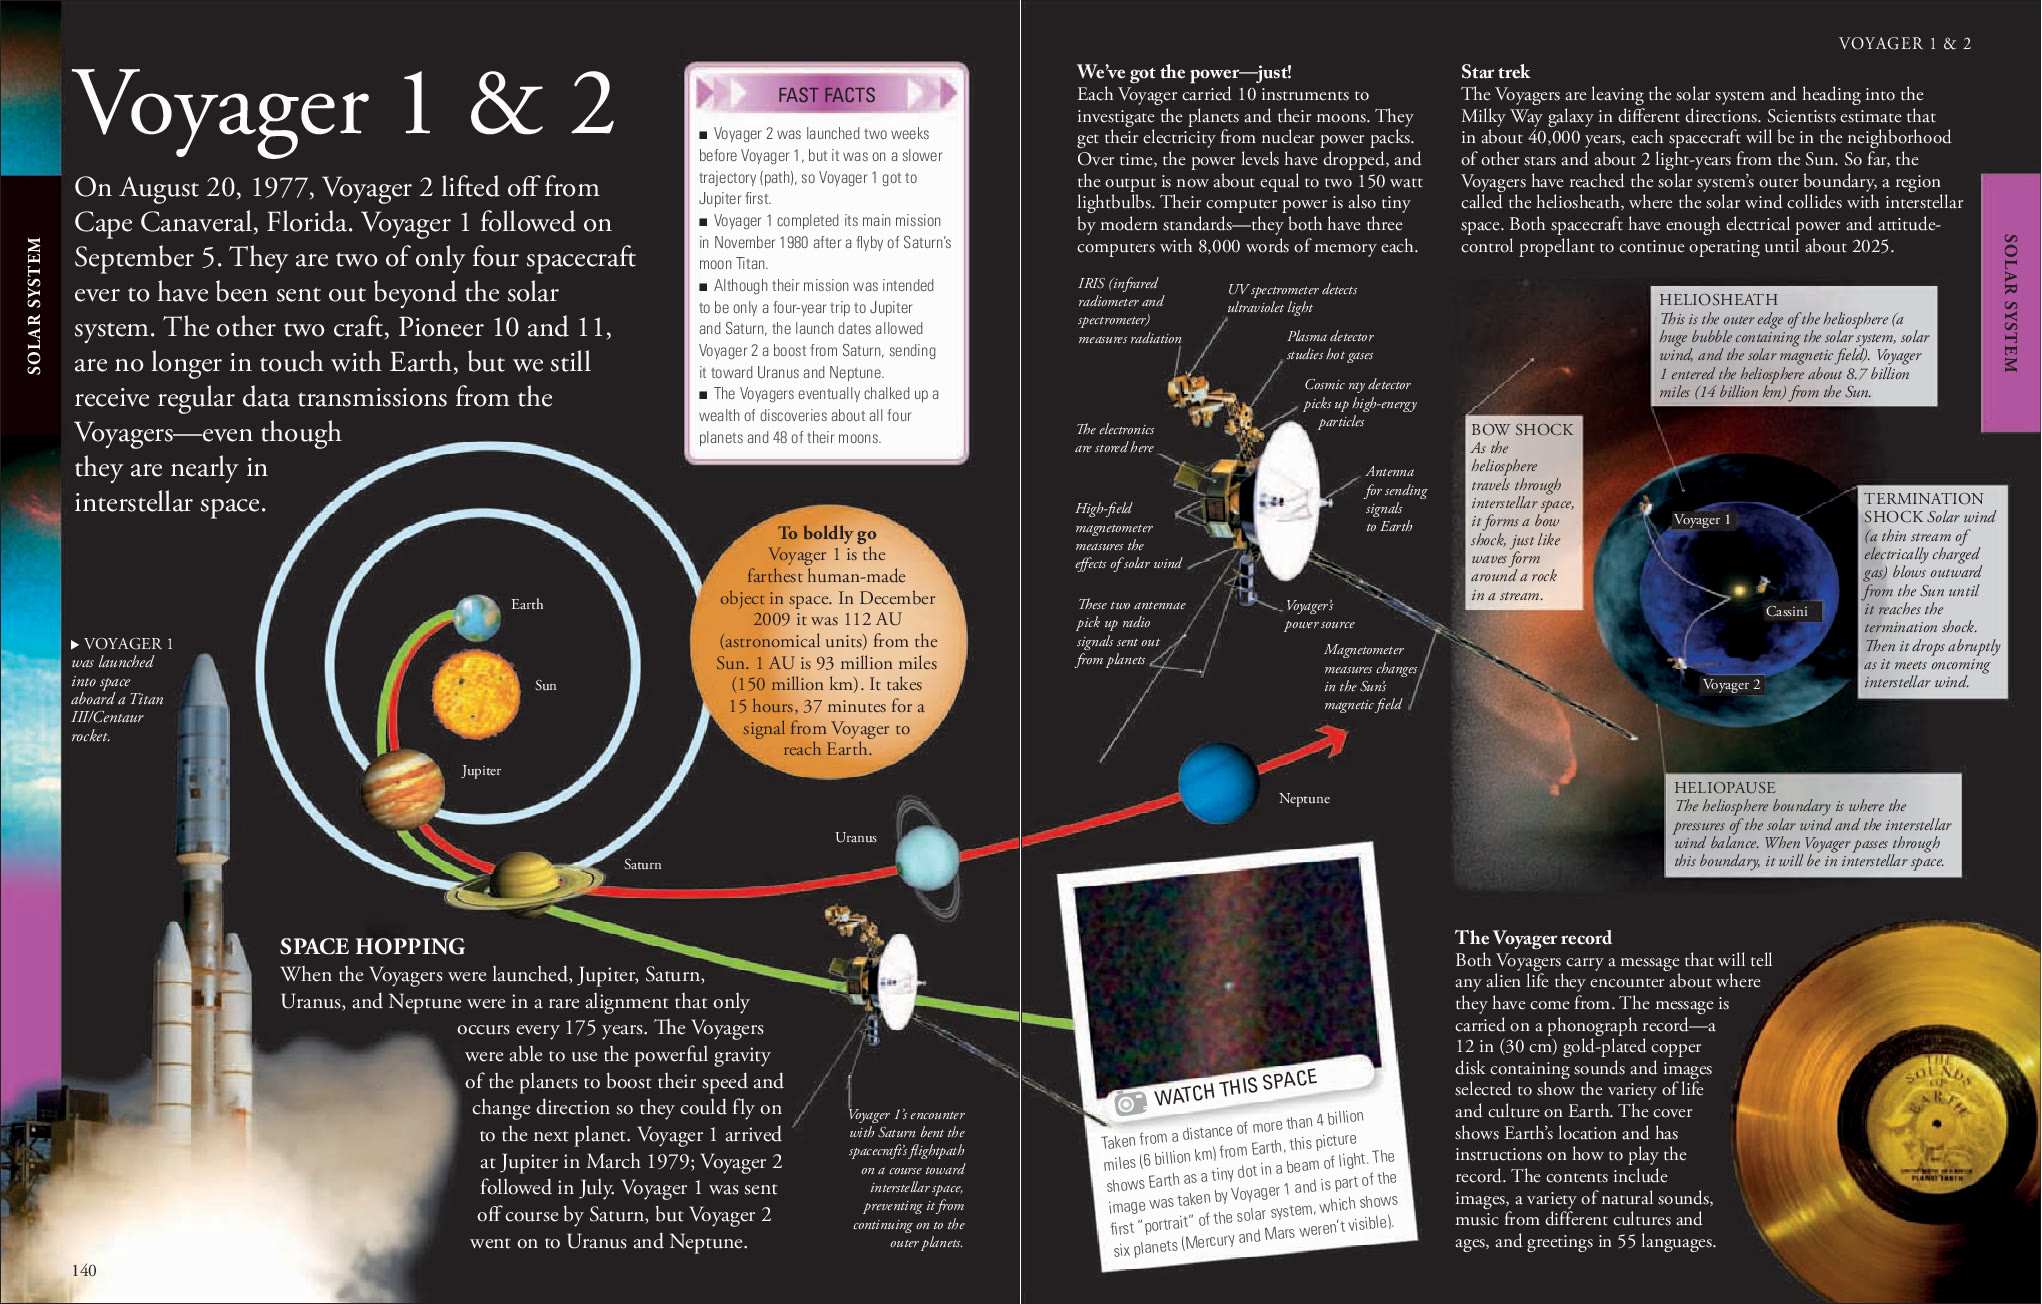 VOYAGER 1 & 2
SOLAR SYSTEM
Voyager 1 & 2
On August 20, 1977, Voyager 2 lifted off from
Cape Canaveral, Florida. Voyager 1 followed on
September 5. They are two of only four spacecraft
ever to have been sent out beyond the solar
system. The other two craft, Pioneer 10 and 11,
are no longer in touch with Earth, but we still
receive regular data transmissions from the
Voyagers—even though
they are nearly in
interstellar space.
FAST FACTS
■ Voyager 2 was launched two weeks
before Voyager 1, but it was on a slower
trajectory (path), so Voyager 1 got to
Jupiter first.
■ Voyager 1 completed its main mission
in November 1980 after a flyby of Saturn's
moon Titan.
■ Although their mission was intended
to be only a four-year trip to Jupiter
and Saturn, the launch dates allowed
Voyager 2 a boost from Saturn, sending
it toward Uranus and Neptune.
■ The Voyagers eventually chalked up a
wealth of discoveries about all four
planets and 48 of their moons.
To boldly go
Voyager 1 is the
farthest human-made
object in space. In December
2009 it was 112 AU
(astronomical units) from the
Sun. 1 AU is 93 million miles
(150 million km). It takes
15 hours, 37 minutes for a
signal from Voyager to
reach Earth.
Earth
Sun
Jupiter
Saturn
Uranus
Neptune
▶ VOYAGER 1
was launched
into space
aboard a Titan
III/Centaur
rocket.
SPACE HOPPING
When the Voyagers were launched, Jupiter, Saturn,
Uranus, and Neptune were in a rare alignment that only
occurs every 175 years. The Voyagers
were able to use the powerful gravity
of the planets to boost their speed and
change direction so they could fly on
to the next planet. Voyager 1 arrived
at Jupiter in March 1979; Voyager 2
followed in July. Voyager 1 was sent
off course by Saturn, but Voyager 2
went on to Uranus and Neptune.
Voyager 1's encounter
with Saturn bent the
spacecraft's flightpath
on a course toward
interstellar space,
preventing it from
continuing on to the
outer planets.
140
We've got the power—just!
Each Voyager carried 10 instruments to
investigate the planets and their moons. They
get their electricity from nuclear power packs.
Over time, the power levels have dropped, and
the output is now about equal to two 150 watt
lightbulbs. Their computer power is also tiny
by modern standards—they both have three
computers with 8,000 words of memory each.
Star trek
The Voyagers are leaving the solar system and heading into the
Milky Way galaxy in different directions. Scientists estimate that
in about 40,000 years, each spacecraft will be in the neighborhood
of other stars and about 2 light-years from the Sun. So far, the
Voyagers have reached the solar system's outer boundary, a region
called the heliosheath, where the solar wind collides with interstellar
space. Both spacecraft have enough electrical power and attitude-
control propellant to continue operating until about 2025.
IRIS (infrared
radiometer and
spectrometer)
measures radiation
UV spectrometer detects
ultraviolet light
Plasma detector
studies hot gases
Cosmic ray detector
picks up high-energy
particles
The electronics
are stored here
Antenna
for sending
signals
to Earth
High-field
magnetometer
measures the
effects of solar wind
These two antennae
pick up radio
signals sent out
from planets
Voyager's
power source
Magnetometer
measures changes
in the Sun's
magnetic field
HELIOSHEATH
This is the outer edge of the heliosphere (a
huge bubble containing the solar system, solar
wind, and the solar magnetic field). Voyager
1 entered the heliosphere about 8.7 billion
miles (14 billion km) from the Sun.
BOW SHOCK
As the
heliosphere
travels through
interstellar space,
it forms a bow
shock, just like
waves form
around a rock
in a stream.
Voyager 1
Cassini
Voyager 2
TERMINATION
SHOCK Solar wind
(a thin stream of
electrically charged
gas) blows outward
from the Sun until
it reaches the
termination shock.
Then it drops abruptly
as it meets oncoming
interstellar wind.
HELIOPAUSE
The heliosphere boundary is where the
pressures of the solar wind and the interstellar
wind balance. When Voyager passes through
this boundary, it will be in interstellar space.
WATCH THIS SPACE
Taken from a distance of more than 4 billion
miles (6 billion km) from Earth, this picture
shows Earth as a tiny dot in a beam of light. The
image was taken by Voyager 1 and is part of the
first "portrait" of the solar system, which shows
six planets (Mercury and Mars weren't visible).
The Voyager record
Both Voyagers carry a message that will tell
any alien life they encounter about where
they have come from. The message is
carried on a phonograph record—a
12 in (30 cm) gold-plated copper
disk containing sounds and images
selected to show the variety of life
and culture on Earth. The cover
shows Earth's location and has
instructions on how to play the
record. The contents include
images, a variety of natural sounds,
music from different cultures and
ages, and greetings in 55 languages.
THE
SOUNDS
OF
EARTH
PLANET EARTH
SOLAR SYSTEM